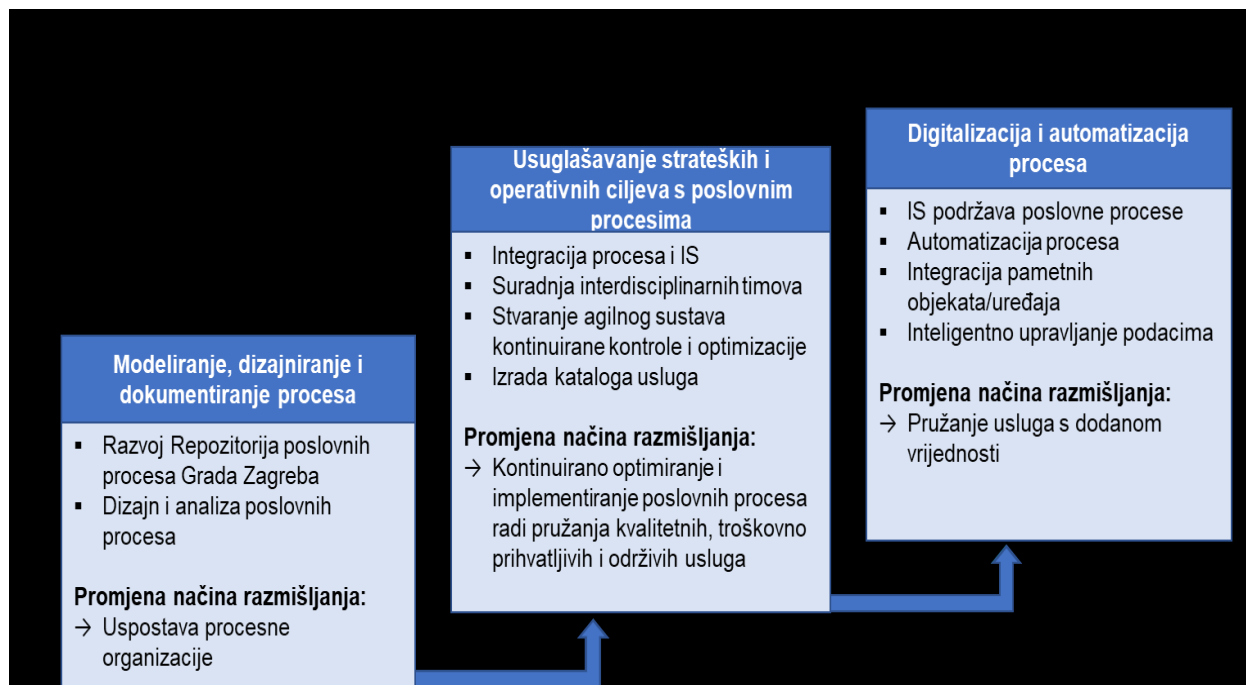 Modeliranje, dizajniranje i
dokumentiranje procesa
▪ Razvoj Repozitorija poslovnih
procesa Grada Zagreba
▪ Dizajn i analiza poslovnih
procesa
Promjena načina razmišljanja:
→ Uspostava procesne
organizacije
Usuglašavanje strateških i
operativnih ciljeva s poslovnim
procesima
▪ Integracija procesa i IS
▪ Suradnja interdisciplinarnih timova
▪ Stvaranje agilnog sustava
kontinuirane kontrole i optimizacije
▪ Izrada kataloga usluga
Promjena načina razmišljanja:
→ Kontinuirano optimiranje i
implementiranje poslovnih procesa
radi pružanja kvalitetnih, troškovno
prihvatljivih i održivih usluga
Digitalizacija i automatizacija
procesa
▪ IS podržava poslovne procese
▪ Automatizacija procesa
▪ Integracija pametnih
objekata/uređaja
▪ Inteligentno upravljanje podacima
Promjena načina razmišljanja:
→ Pružanje usluga s dodanom
vrijednosti